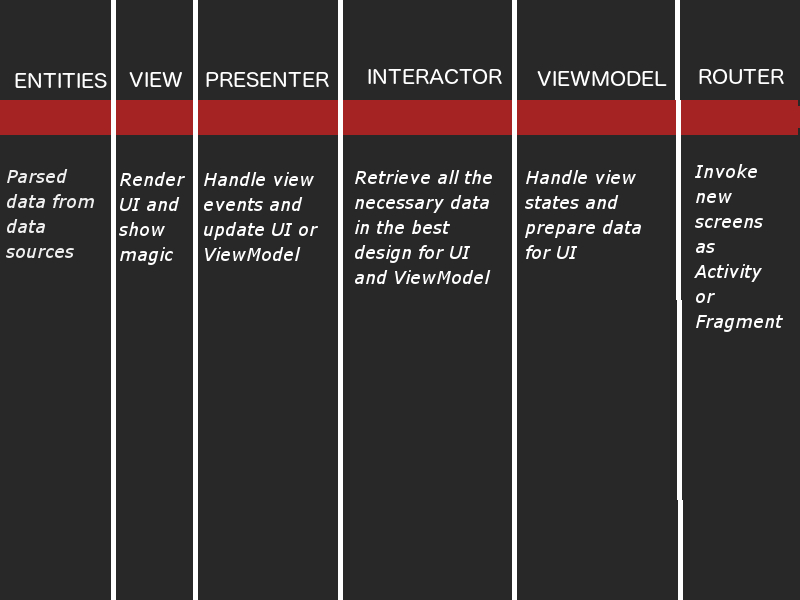 ENTITIES
VIEW
PRESENTER
INTERACTOR
VIEWMODEL
ROUTER
Parsed
data from
data
sources
Render
UI and
show
magic
Handle view
events and
update UI or
ViewModel
Retrieve all the
necessary data
in the best
design for UI
and ViewModel
Handle view
states and
prepare data
for UI
Invoke
new
screens
as
Activity
or
Fragment